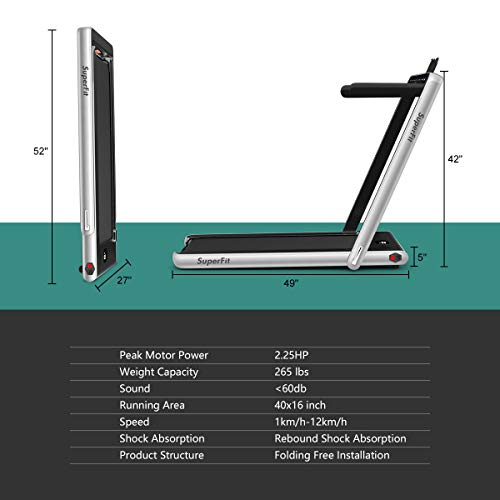 SuperFit
52"
27"
SuperFit
42"
5"
SuperFit
49"
Peak Motor Power 2.25HP
Weight Capacity 265 lbs
Sound <60db
Running Area 40x16 inch
Speed 1km/h-12km/h
Shock Absorption Rebound Shock Absorption
Product Structure Folding Free Installation